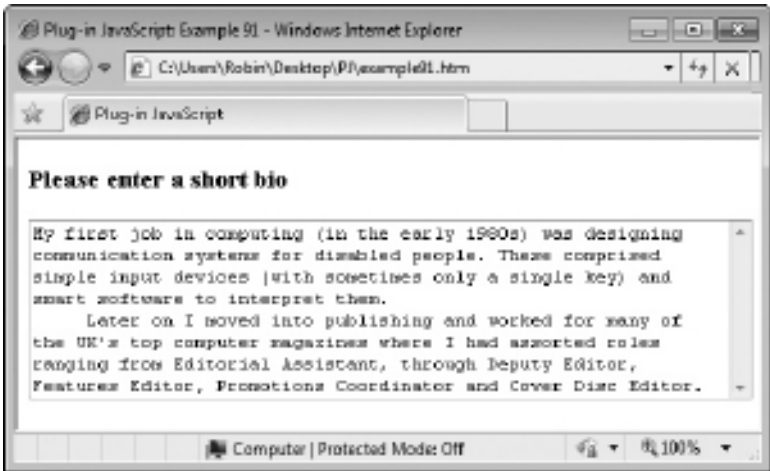 Plug-in JavaScript: Example 91 - Windows Internet Explorer
C:\Users\Robin\Desktop\PJ\example91.htm
Plug-in JavaScript
Please enter a short bio
My first job in computing (in the early 1980s) was designing
communication systems for disabled people. These comprised
simple input devices (with sometimes only a single key) and
smart software to interpret them.
Later on I moved into publishing and worked for many of
the UK's top computer magazines where I had assorted roles
ranging from Editorial Assistant, through Deputy Editor,
Features Editor, Promotions Coordinator and Cover Disc Editor.
Computer | Protected Mode: Off
100%